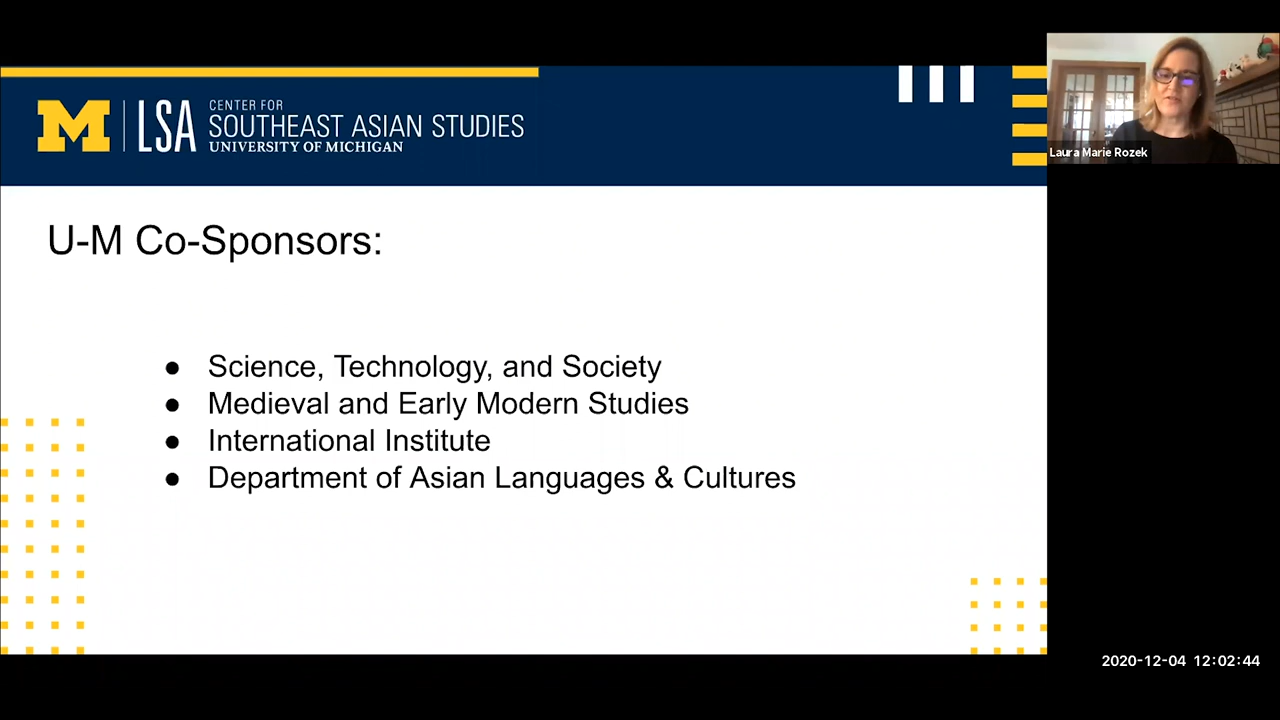 M LSA CENTER FOR
SOUTHEAST ASIAN STUDIES
UNIVERSITY OF MICHIGAN
Laura Marie Rozek
U-M Co-Sponsors:
● Science, Technology, and Society
● Medieval and Early Modern Studies
● International Institute
● Department of Asian Languages & Cultures
2020-12-04 12:02:44